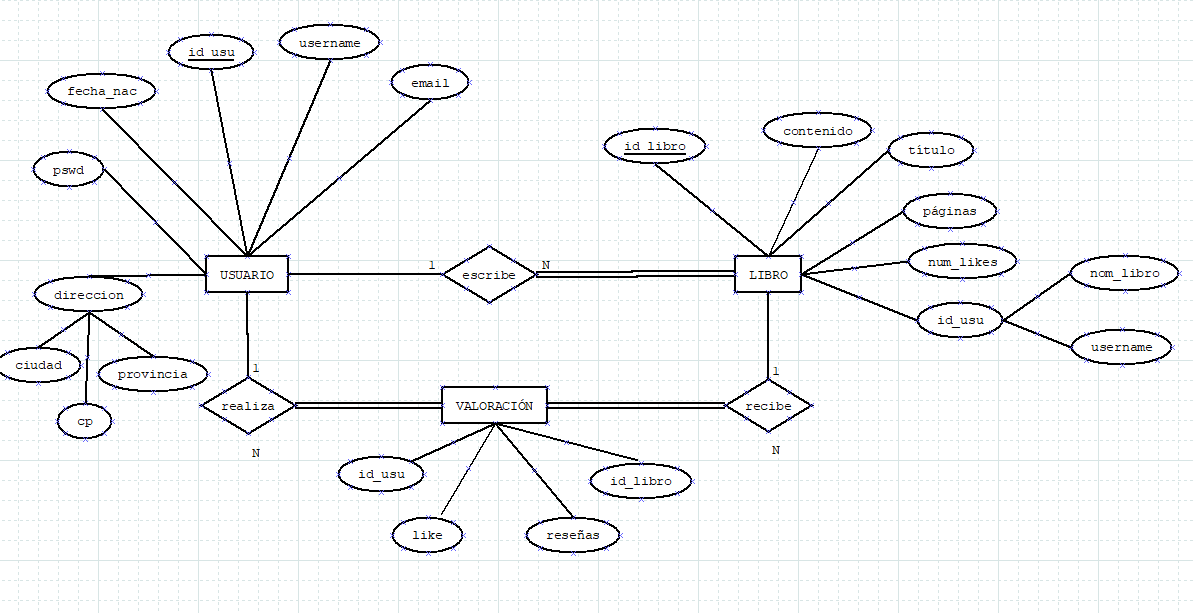 username
id_usu
email
fecha_nac
contenido
id_libro
título
pswd
páginas
1
N
num_likes
nom_libro
USUARIO
escribe
LIBRO
direccion
id_usu
username
ciudad
provincia
1
1
realiza
VALORACIÓN
recibe
cp
N
N
id_usu
id_libro
like
reseñas